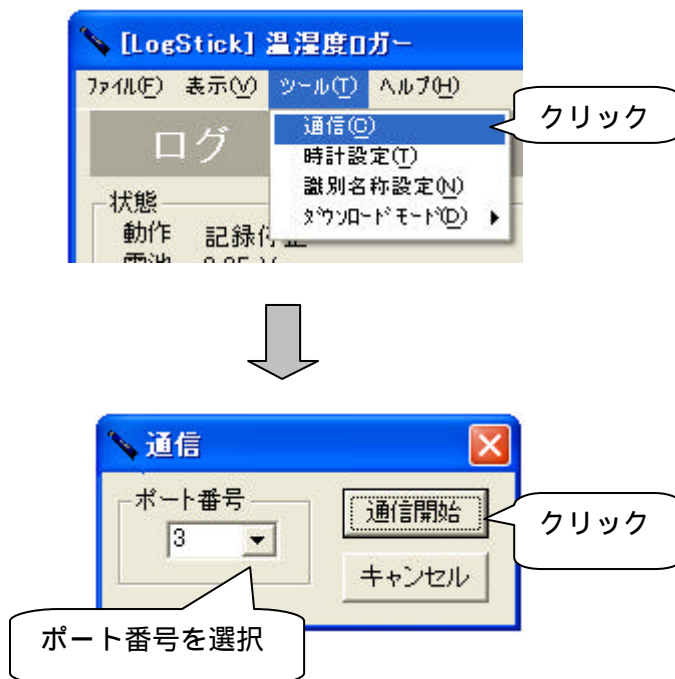 [LogStick] 温湿度ロガー
ファイル(F) 表示(V) ツール(T) ヘルプ(H)
クリック
通信(C)
ログ
時計設定(T)
識別名称設定(N)
状態
ダウンロードモード(D)
動作 記録停止
通信
ポート番号
通信開始
クリック
3
キャンセル
ポート番号を選択